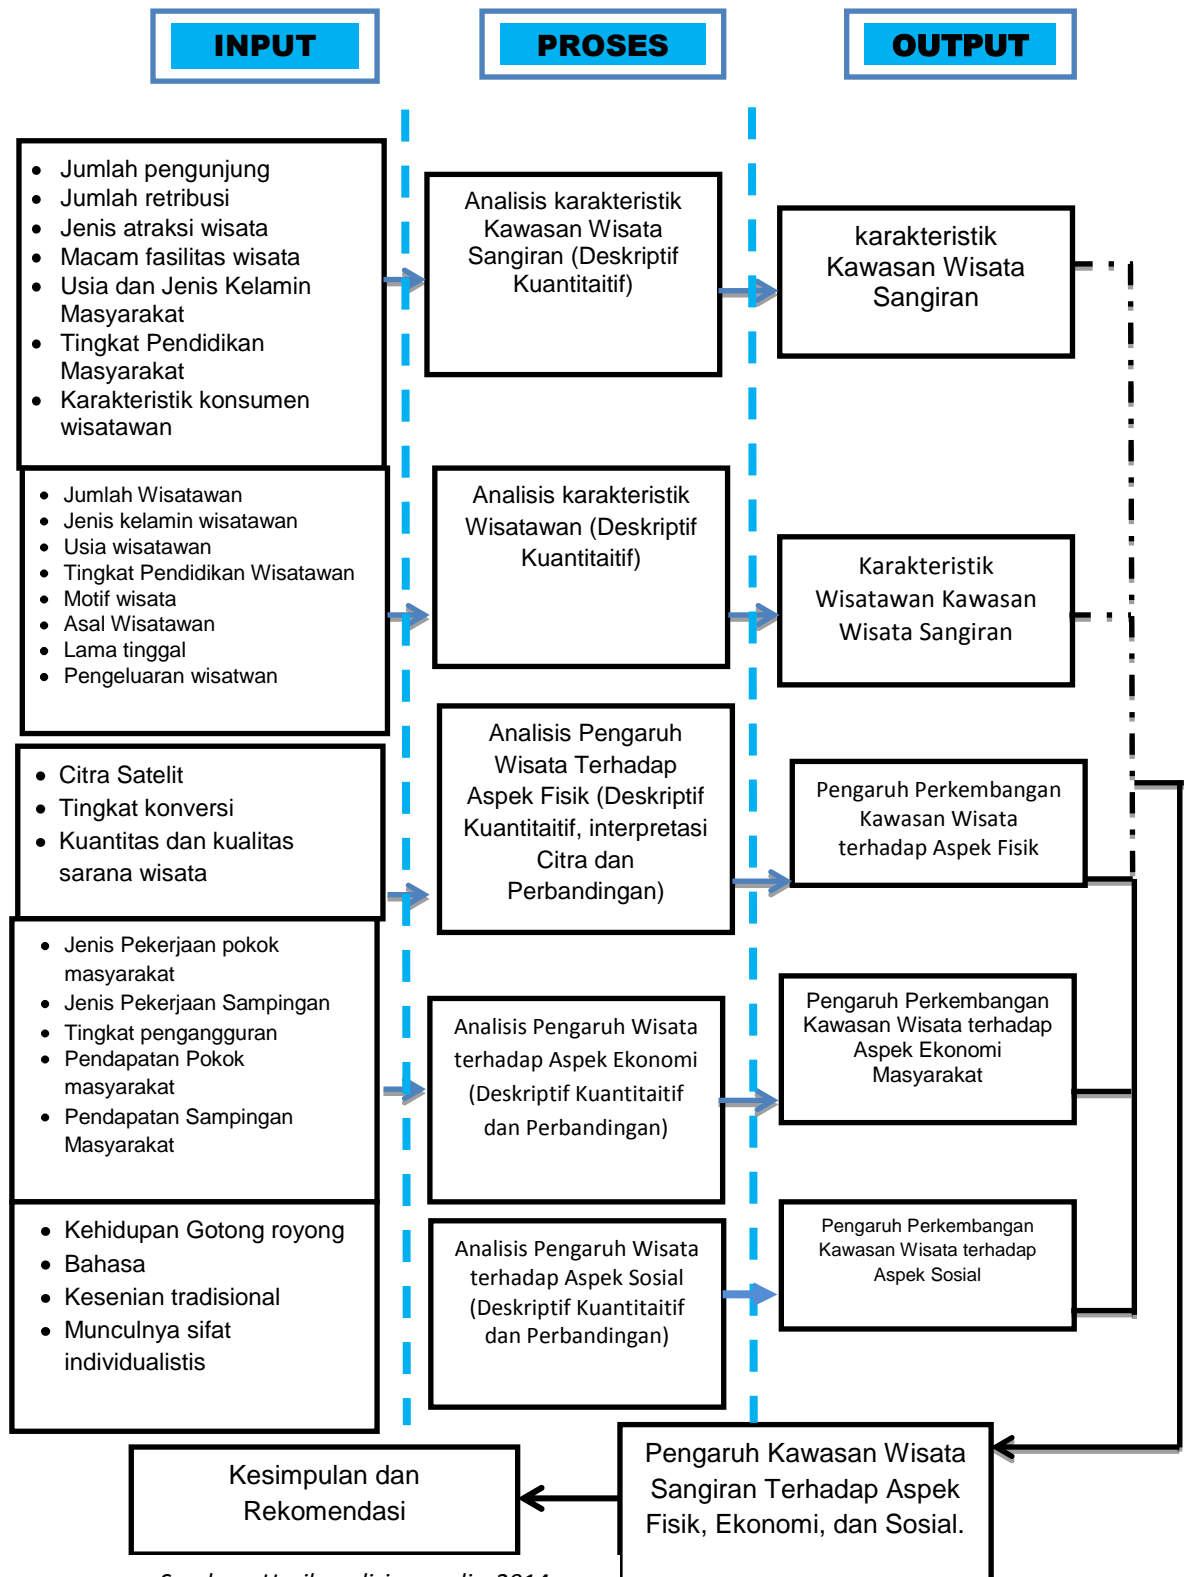 INPUT
PROSES
OUTPUT
Jumlah pengunjung
Jumlah retribusi
Jenis atraksi wisata
Macam fasilitas wisata
Usia dan Jenis Kelamin
Masyarakat
Tingkat Pendidikan
Masyarakat
Karakteristik konsumen
wisatawan
Analisis karakteristik
Kawasan Wisata
Sangiran (Deskriptif
Kuantitaitif)
karakteristik
Kawasan Wisata
Sangiran
Jumlah Wisatawan
Jenis kelamin wisatawan
Usia wisatawan
Tingkat Pendidikan Wisatawan
Motif wisata
Asal Wisatawan
Lama tinggal
Pengeluaran wisatwan
Analisis karakteristik
Wisatawan (Deskriptif
Kuantitaitif)
Karakteristik
Wisatawan Kawasan
Wisata Sangiran
Citra Satelit
Tingkat konversi
Kuantitas dan kualitas
sarana wisata
Analisis Pengaruh
Wisata Terhadap
Aspek Fisik (Deskriptif
Kuantitaitif, interpretasi
Citra dan
Perbandingan)
Pengaruh Perkembangan
Kawasan Wisata
terhadap Aspek Fisik
Jenis Pekerjaan pokok
masyarakat
Jenis Pekerjaan Sampingan
Tingkat pengangguran
Pendapatan Pokok
masyarakat
Pendapatan Sampingan
Masyarakat
Analisis Pengaruh Wisata
terhadap Aspek Ekonomi
(Deskriptif Kuantitaitif
dan Perbandingan)
Pengaruh Perkembangan
Kawasan Wisata terhadap
Aspek Ekonomi
Masyarakat
Kehidupan Gotong royong
Bahasa
Kesenian tradisional
Munculnya sifat
individualistis
Analisis Pengaruh Wisata
terhadap Aspek Sosial
(Deskriptif Kuantitaitif
dan Perbandingan)
Pengaruh Perkembangan
Kawasan Wisata terhadap
Aspek Sosial
Pengaruh Kawasan Wisata
Sangiran Terhadap Aspek
Fisik, Ekonomi, dan Sosial.
Kesimpulan dan
Rekomendasi